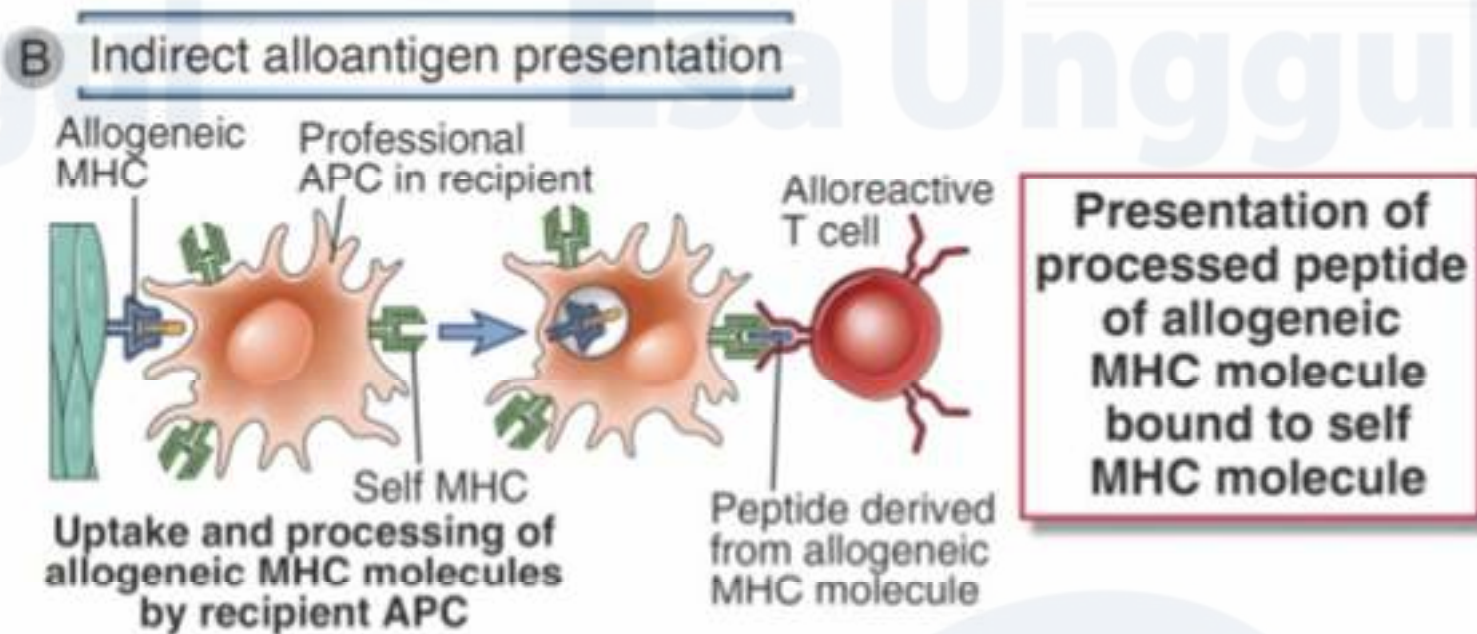 Esa Unggu
B Indirect alloantigen presentation
Allogeneic
MHC
Professional
APC in recipient
Alloreactive
T cell
Self MHC
Uptake and processing of
allogeneic MHC molecules
by recipient APC
Peptide derived
from allogeneic
MHC molecule
Presentation of
processed peptide
of allogeneic
MHC molecule
bound to self
MHC molecule